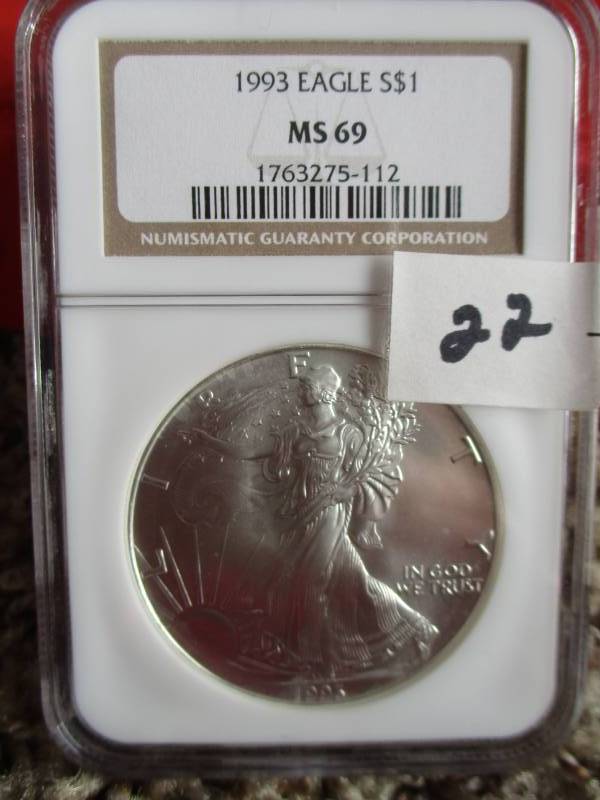 1993 EAGLE S$1
MS 69
1763275-112
NUMISMATIC GUARANTY CORPORATION
22
E
R
T
I
Y
L
IN GOD
WE TRUST